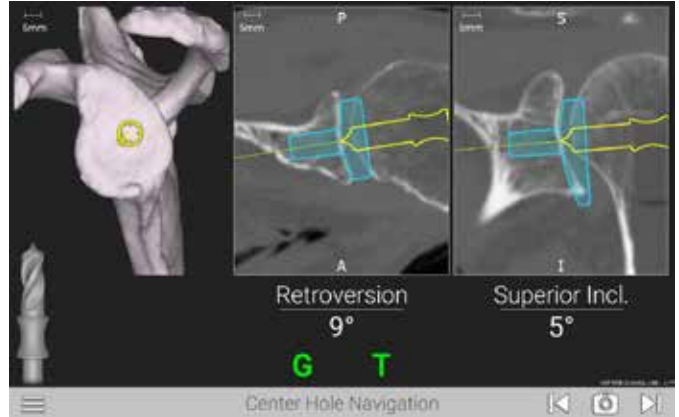 5mm
5mm
P
5mm
S
A
I
Retroversion
Superior Incl.
9°
5°
G T
Center Hole Navigation